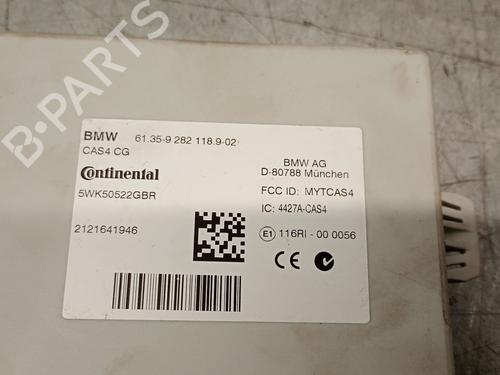 BMW 61.35-9 282 118.9-02
CAS4 CG
Continental
5WK50522GBR
2121641946
BMW AG
D-80788 München
FCC ID: MYTCAS4
IC: 4427A-CAS4
E1 116RI - 00 0056
CE
B-PARTS